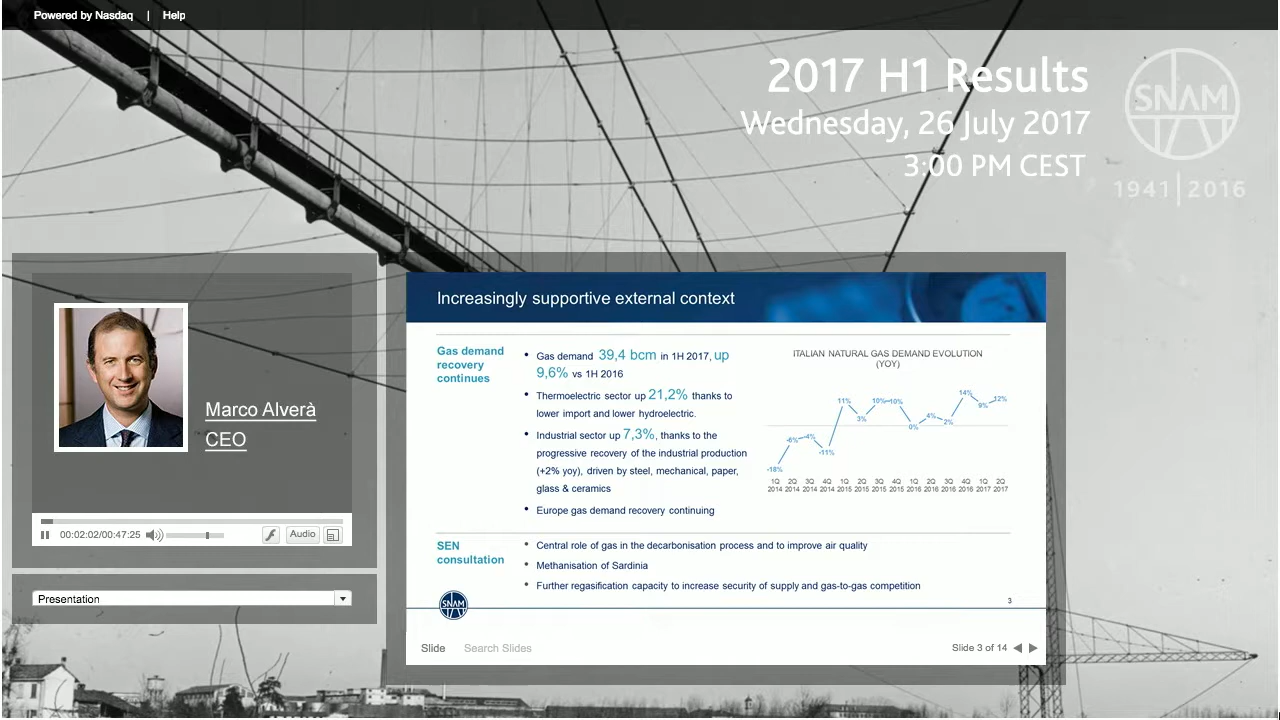 Powered by Nasdaq | Help
2017 H1 Results
Wednesday, 26 July 2017
3:00 PM CEST
SNAM
1941 | 2016
Marco Alverà
CEO
00:02:02/00:47:25
Audio
Presentation
Increasingly supportive external context
Gas demand
recovery
continues
• Gas demand 39,4 bcm in 1H 2017, up
9,6% vs 1H 2016
• Thermoelectric sector up 21,2% thanks to
lower import and lower hydroelectric.
• Industrial sector up 7,3%, thanks to the
progressive recovery of the industrial production
(+2% yoy), driven by steel, mechanical, paper,
glass & ceramics
• Europe gas demand recovery continuing
ITALIAN NATURAL GAS DEMAND EVOLUTION
(YOY)
-18% -6% -4% -11% 11% 3% 10% 10% 0% 4% 2% 14% 9% 12%
1Q 2Q 3Q 4Q 1Q 2Q 3Q 4Q 1Q 2Q 3Q 4Q 1Q 2Q
2014 2014 2014 2014 2015 2015 2015 2015 2016 2016 2016 2016 2017 2017
SEN
consultation
• Central role of gas in the decarbonisation process and to improve air quality
• Methanisation of Sardinia
• Further regasification capacity to increase security of supply and gas-to-gas competition
SNAM
3
Slide Search Slides
Slide 3 of 14